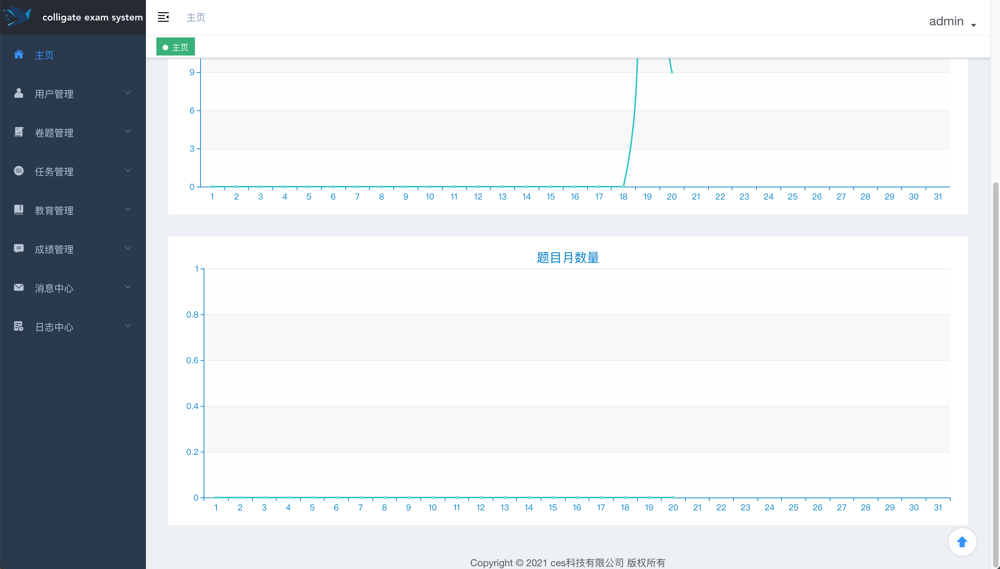 colligate exam system
主页
用户管理
卷题管理
任务管理
教育管理
成绩管理
消息中心
日志中心
主页
admin
主页
9
6
3
0
1 2 3 4 5 6 7 8 9 10 11 12 13 14 15 16 17 18 19 20 21 22 23 24 25 26 27 28 29 30 31
题目月数量
1
0.8
0.6
0.4
0.2
0
1 2 3 4 5 6 7 8 9 10 11 12 13 14 15 16 17 18 19 20 21 22 23 24 25 26 27 28 29 30 31
Copyright © 2021 ces科技有限公司 版权所有